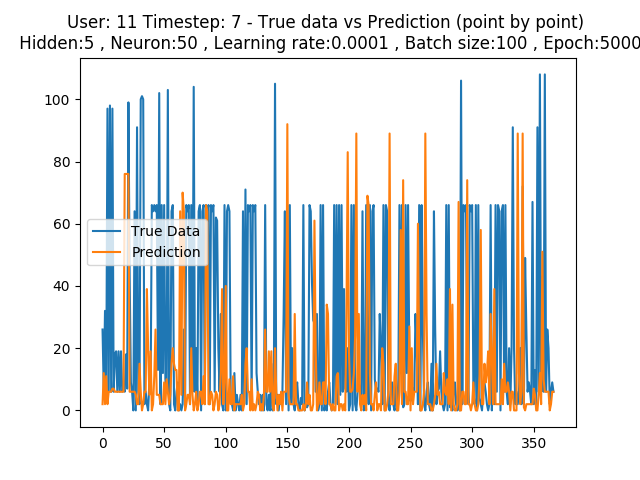 User: 11 Timestep: 7 - True data vs Prediction (point by point)
Hidden:5 , Neuron:50 , Learning rate:0.0001 , Batch size:100 , Epoch:5000
100
80
60
40
20
0
True Data
Prediction
0 50 100 150 200 250 300 350